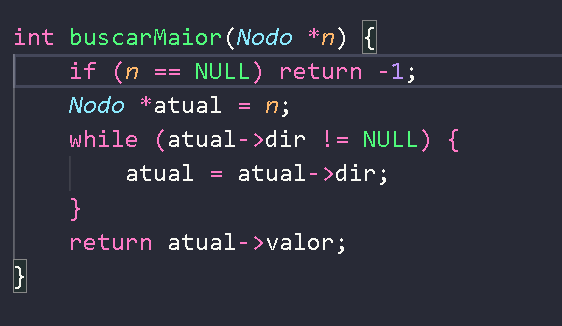 int buscarMaior(Nodo *n) {
    if (n == NULL) return -1;
    Nodo *atual = n;
    while (atual->dir != NULL) {
        atual = atual->dir;
    }
    return atual->valor;
}